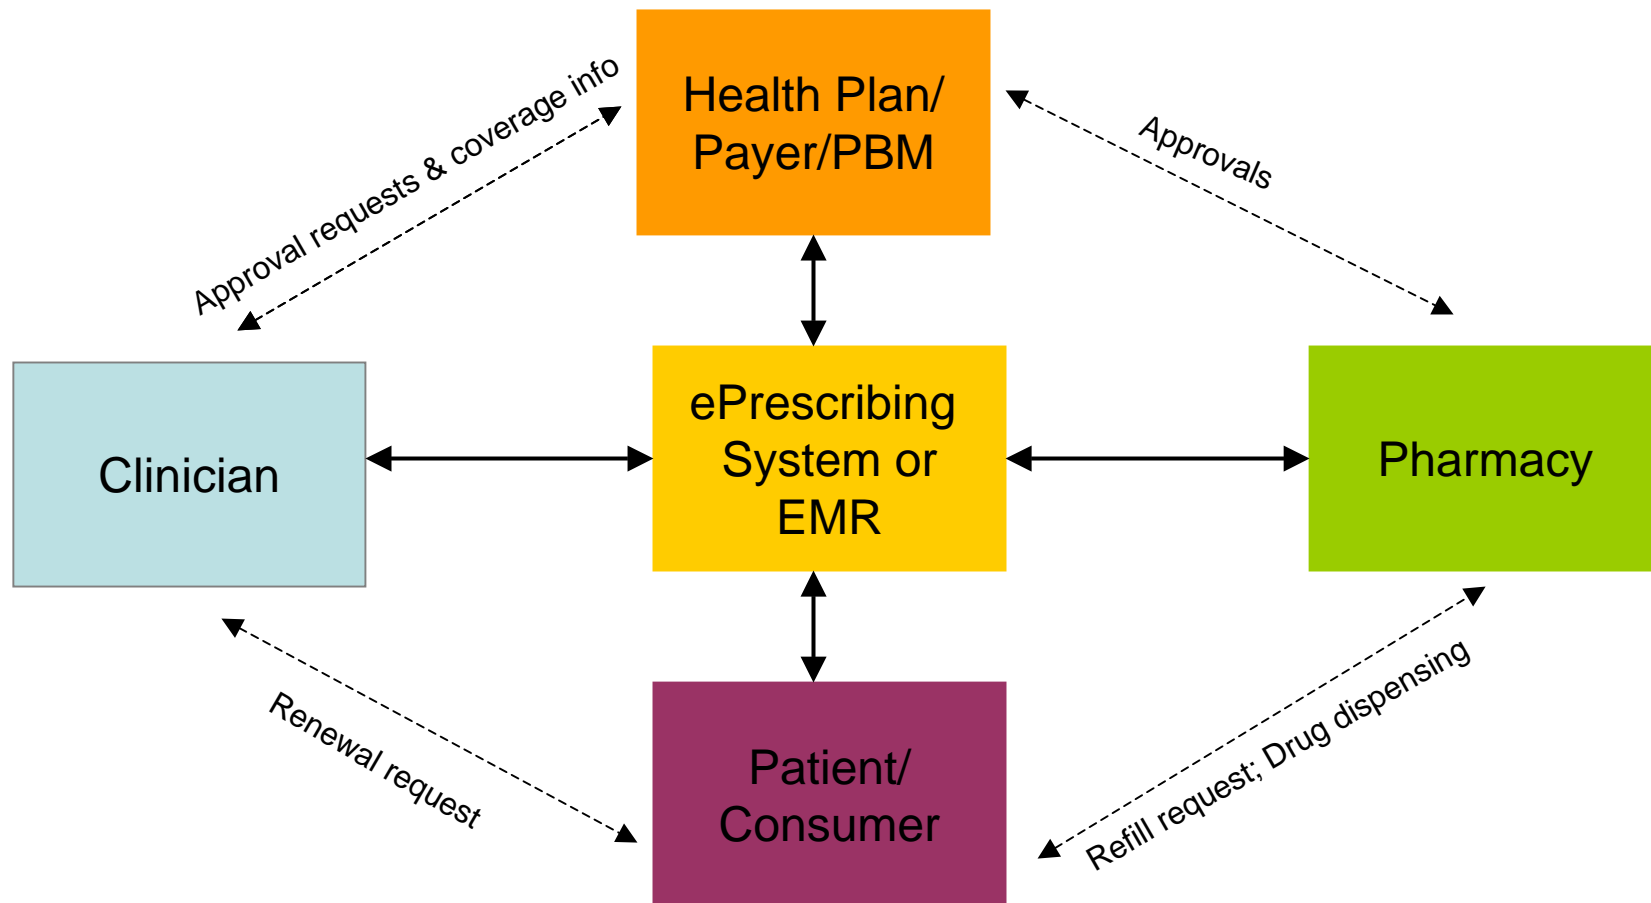 Health Plan/
Payer/PBM
Approval requests & coverage info
Approvals
Clinician
ePrescribing
System or
EMR
Pharmacy
Renewal request
Patient/
Consumer
Refill request; Drug dispensing